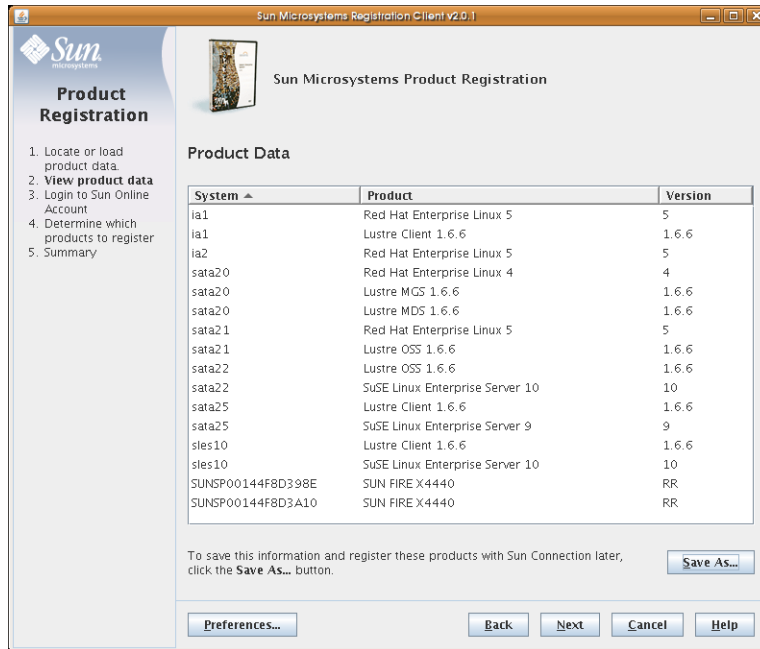 Sun Microsystems Registration Client v2.0.1
Sun
microsystems
Product
Registration
1. Locate or load
product data.
2. View product data
3. Login to Sun Online
Account
4. Determine which
products to register
5. Summary
Sun Microsystems Product Registration
Product Data
System Product Version
ia1 Red Hat Enterprise Linux 5 5
ia1 Lustre Client 1.6.6 1.6.6
ia2 Red Hat Enterprise Linux 5 5
sata20 Red Hat Enterprise Linux 4 4
sata20 Lustre MGS 1.6.6 1.6.6
sata20 Lustre MDS 1.6.6 1.6.6
sata21 Red Hat Enterprise Linux 5 5
sata21 Lustre OSS 1.6.6 1.6.6
sata22 Lustre OSS 1.6.6 1.6.6
sata22 SuSE Linux Enterprise Server 10 10
sata25 Lustre Client 1.6.6 1.6.6
sata25 SuSE Linux Enterprise Server 9 9
sles10 Lustre Client 1.6.6 1.6.6
sles10 SuSE Linux Enterprise Server 10 10
SUNSP00144F8D398E SUN FIRE X4440 RR
SUNSP00144F8D3A10 SUN FIRE X4440 RR
To save this information and register these products with Sun Connection later,
click the Save As... button.
Save As...
Preferences... Back Next Cancel Help